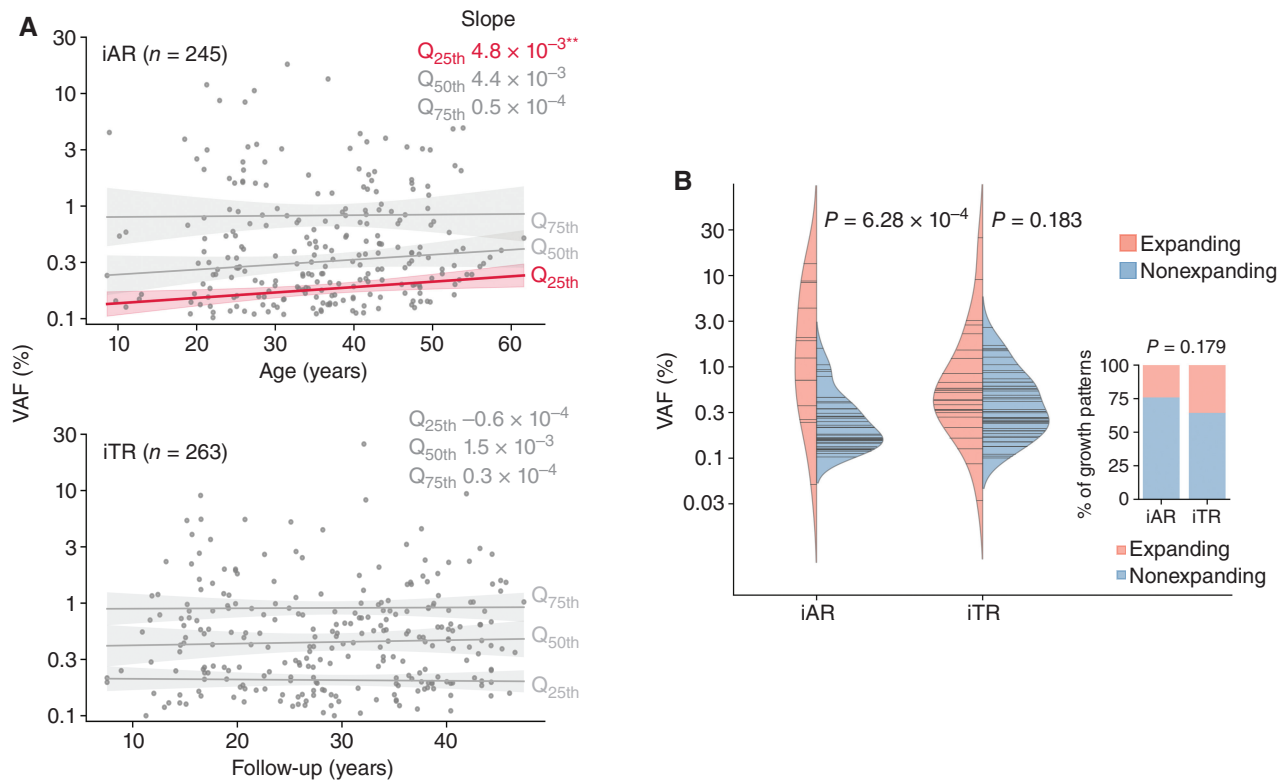 A
Slope
iAR (n = 245)
Q25th 4.8 × 10–3**
Q50th 4.4 × 10–3
Q75th 0.5 × 10–4
30
10
3
1
0.3
0.1
Q75th
Q50th
Q25th
10 20 30 40 50 60
Age (years)
VAF (%)
iTR (n = 263)
Q25th –0.6 × 10–4
Q50th 1.5 × 10–3
Q75th 0.3 × 10–4
30
10
3
1
0.3
0.1
Q75th
Q50th
Q25th
10 20 30 40
Follow-up (years)
B
P = 6.28 × 10–4
P = 0.183
Expanding
Nonexpanding
VAF (%)
30
10
3.0
1.0
0.3
0.1
0.03
iAR iTR
P = 0.179
% of growth patterns
100
75
50
25
0
iAR iTR
Expanding
Nonexpanding